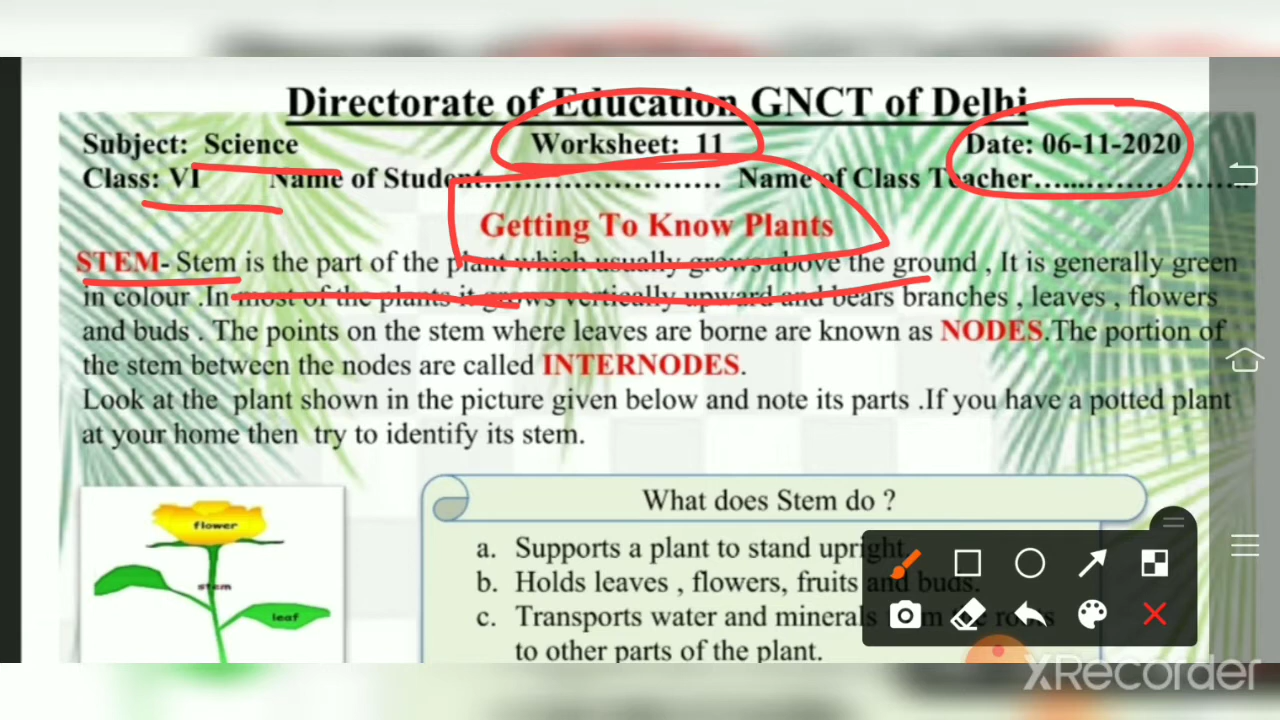 Directorate of Education GNCT of Delhi
Subject: Science Worksheet: 11 Date: 06-11-2020
Class: VI Name of Student........................... Name of Class Teacher.........................
Getting To Know Plants
STEM- Stem is the part of the plant which usually grows above the ground , It is generally green
in colour .In most of the plants it grows vertically upward and bears branches , leaves , flowers
and buds . The points on the stem where leaves are borne are known as NODES.The portion of
the stem between the nodes are called INTERNODES.
Look at the plant shown in the picture given below and note its parts .If you have a potted plant
at your home then try to identify its stem.
flower
stem
leaf
What does Stem do ?
a. Supports a plant to stand upright.
b. Holds leaves , flowers, fruits and buds.
c. Transports water and minerals from the roots
to other parts of the plant.
XRecorder